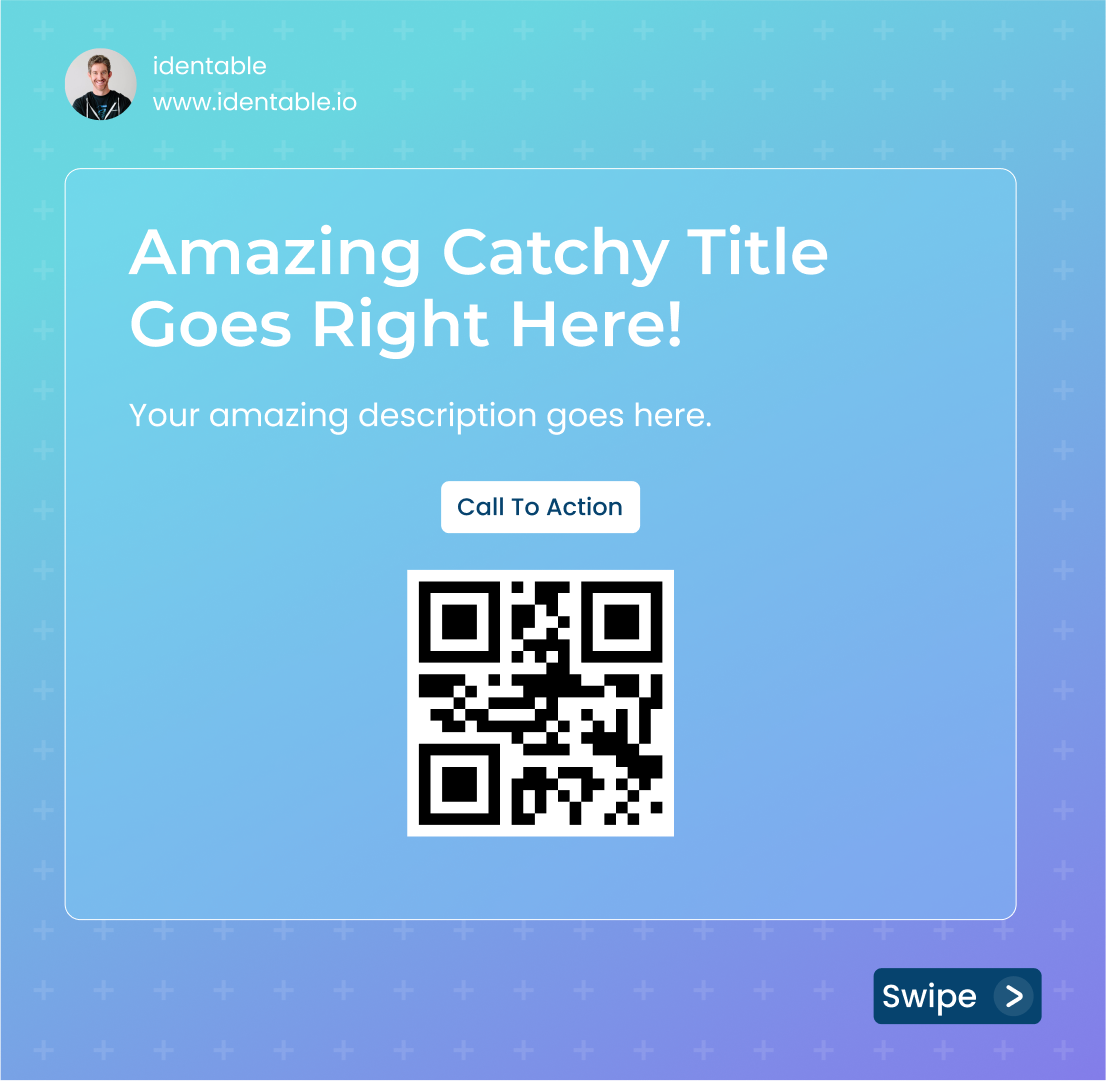 identable
www.identable.io
Amazing Catchy Title
Goes Right Here!
Your amazing description goes here.
Call To Action
Swipe >